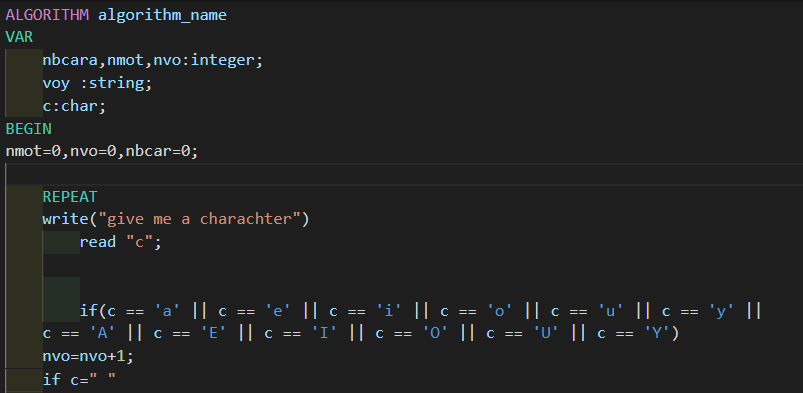 ALGORITHM algorithm_name
VAR
nbcara,nmot,nvo:integer;
voy :string;
c:char;
BEGIN
nmot=0,nvo=0,nbcar=0;
REPEAT
write("give me a charachter")
read "c";
if(c == 'a' || c == 'e' || c == 'i' || c == 'o' || c == 'u' || c == 'y' ||
c == 'A' || c == 'E' || c == 'I' || c == 'O' || c == 'U' || c == 'Y')
nvo=nvo+1;
if c=" "